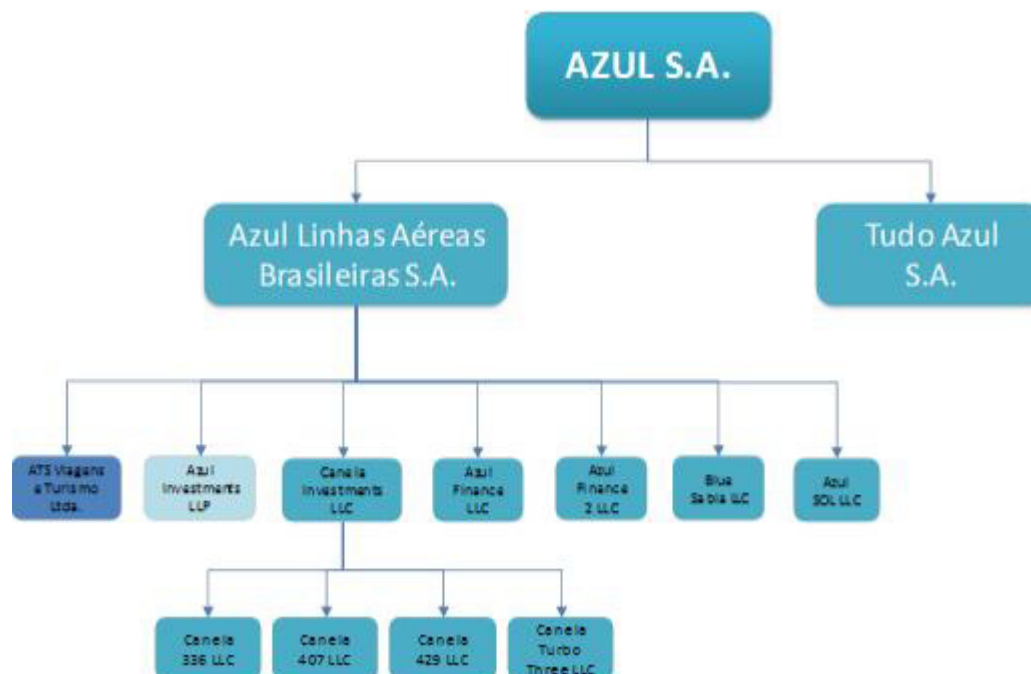 AZUL S.A.
Azul Linhas Aéreas
Brasileiras S.A.
Tudo Azul
S.A.
ATS Viagens
e Turismo
Ltda.
Azul
Investments
LLP
Canela
Investments
LLC
Azul
Finance
LLC
Azul
Finance
2 LLC
Blue
Sabia LLC
Azul
SOL LLC
Canela
336 LLC
Canela
407 LLC
Canela
429 LLC
Canela
Turbo
Three LLC